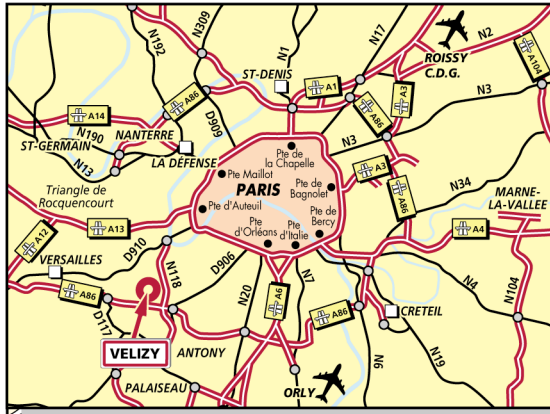 N309
N192
N1
N17
ROISSY
C.D.G.
N2
A104
ST-DENIS
A1
A3
N3
A86
A86
A14
N190
NANTERRE
D909
ST-GERMAIN
N13
LA DÉFENSE
Pte de
la Chapelle
N3
A3
Pte Maillot
PARIS
Pte de
Bagnolet
N34
Triangle de
Rocquencourt
Pte d'Auteuil
A86
MARNE-
LA-VALLEE
Pte
d'Orléans
Pte
d'Italie
Pte de
Bercy
A13
A4
A12
D910
VERSAILLES
N118
D906
N7
A6
N20
A86
D117
A86
CRETEIL
N4
N104
VELIZY
ANTONY
N6
N19
PALAISEAU
ORLY